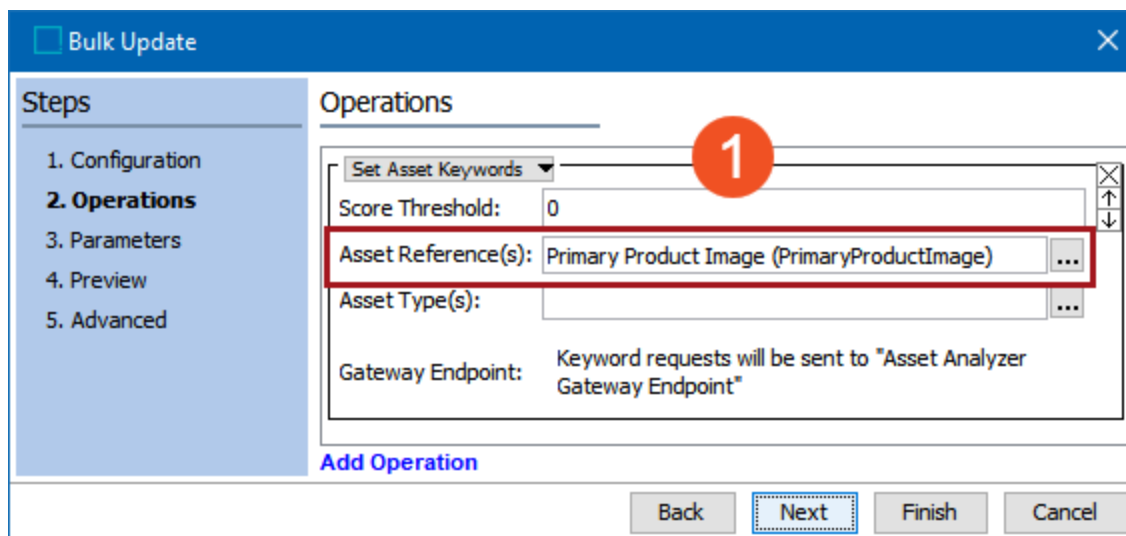 Bulk Update
Steps
1. Configuration
2. Operations
3. Parameters
4. Preview
5. Advanced
Operations
1
Set Asset Keywords
Score Threshold: 0
Asset Reference(s): Primary Product Image (PrimaryProductImage) ...
Asset Type(s): ...
Gateway Endpoint: Keyword requests will be sent to "Asset Analyzer
Gateway Endpoint"
Add Operation
Back Next Finish Cancel